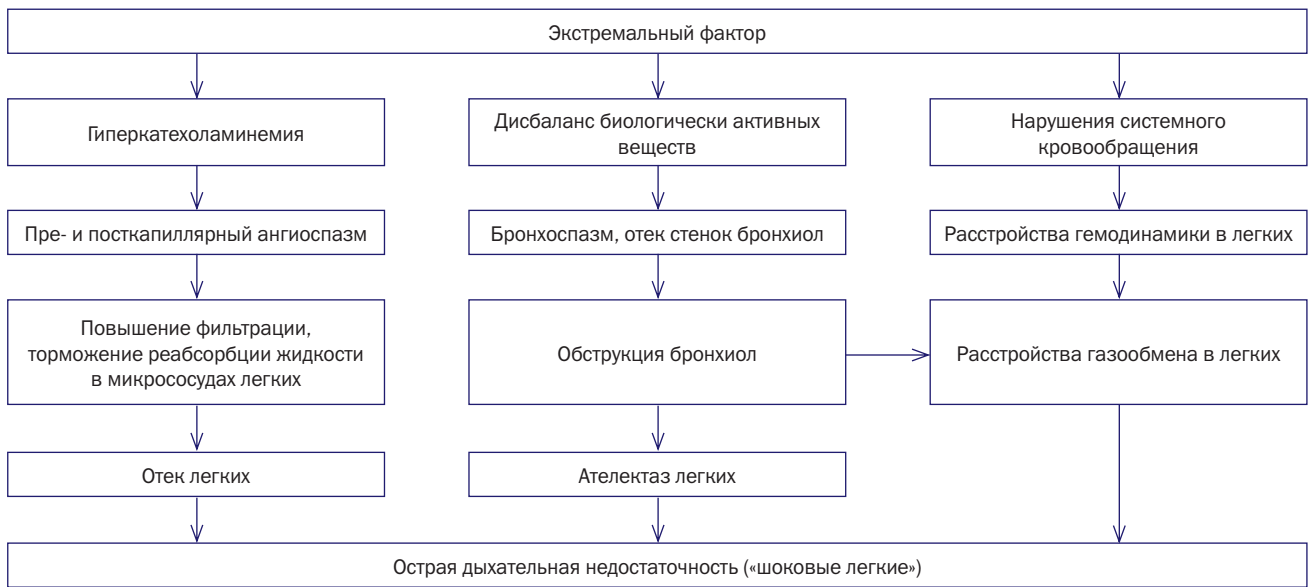 Экстремальный фактор
Гиперкатехоламинемия
Дисбаланс биологически активных
веществ
Нарушения системного
кровообращения
Пре- и посткапиллярный ангиоспазм
Бронхоспазм, отек стенок бронхиол
Расстройства гемодинамики в легких
Повышение фильтрации,
торможение реабсорбции жидкости
в микрососудах легких
Обструкция бронхиол
Расстройства газообмена в легких
Отек легких
Ателектаз легких
Острая дыхательная недостаточность («шоковые легкие»)